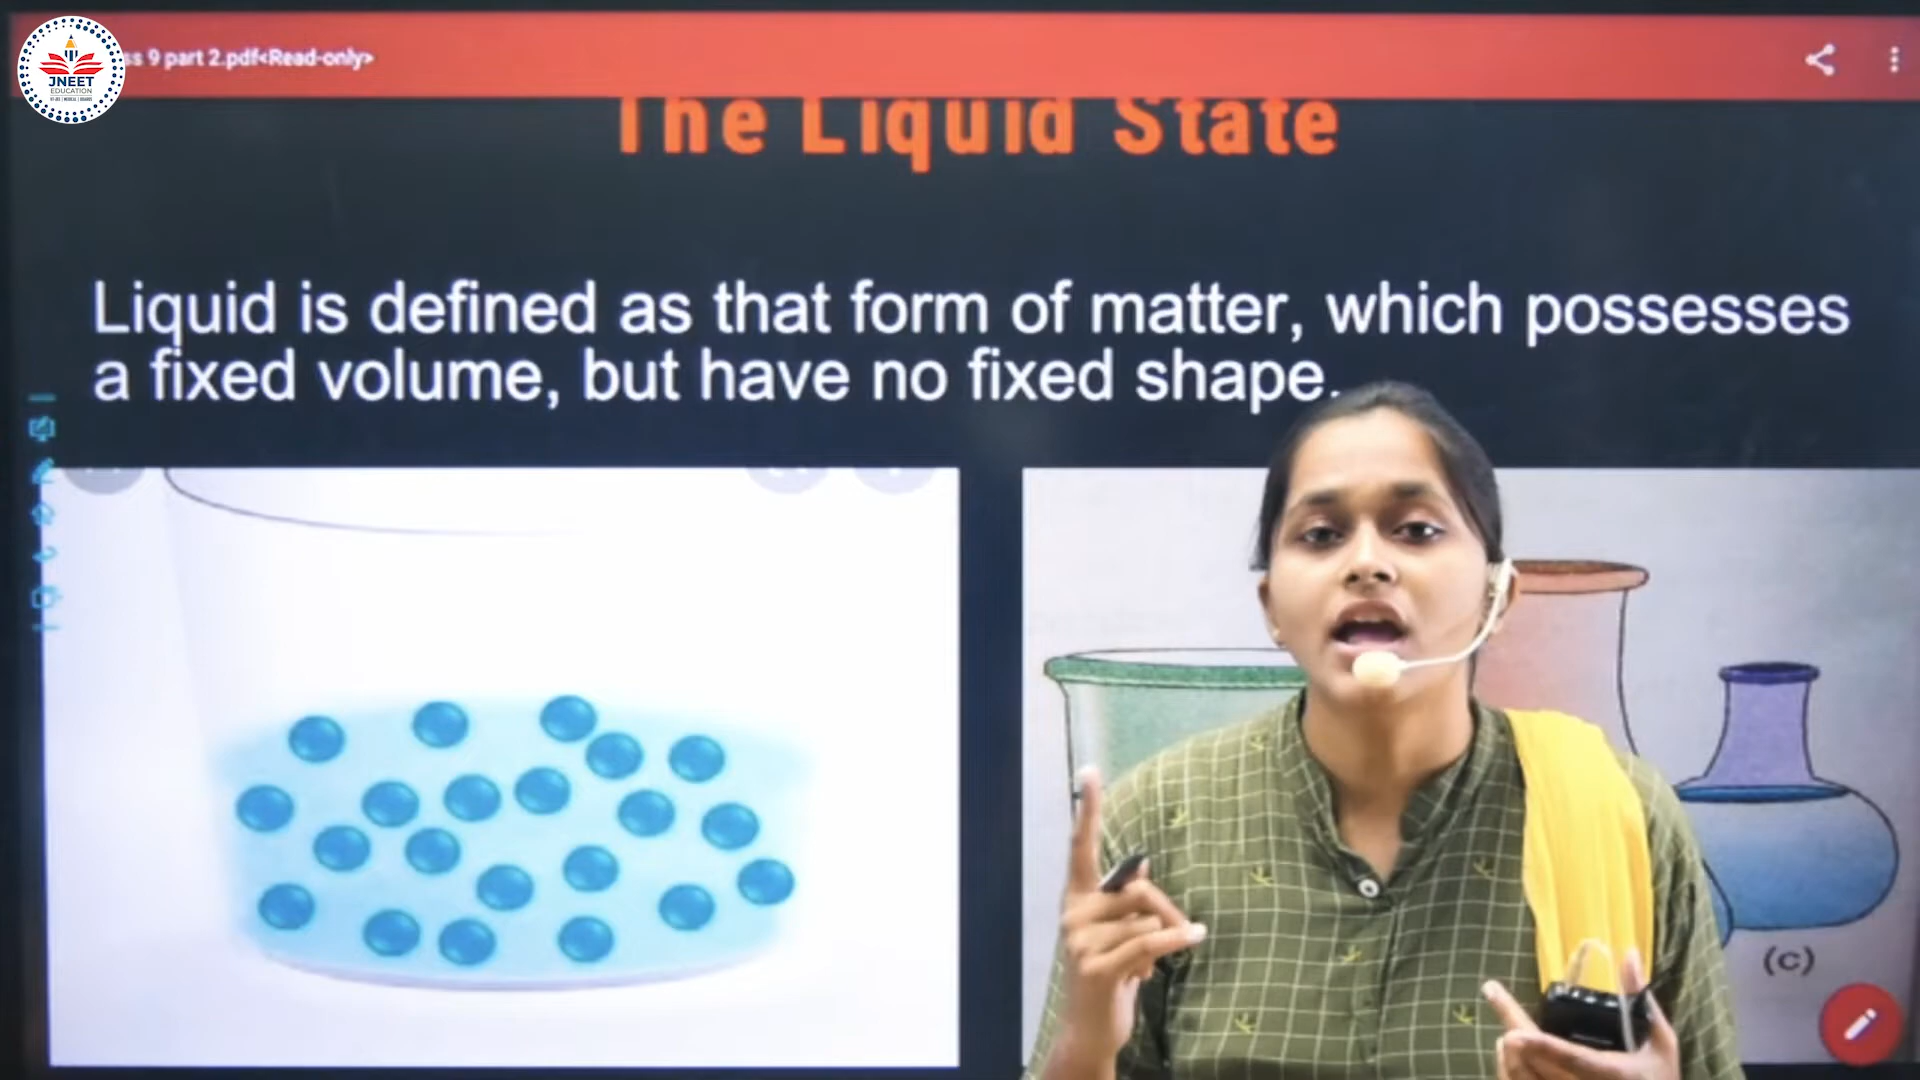 JNEET
EDUCATION
ss 9 part 2.pdf<Read-only>
The Liquid State
Liquid is defined as that form of matter, which possesses
a fixed volume, but have no fixed shape.
(c)